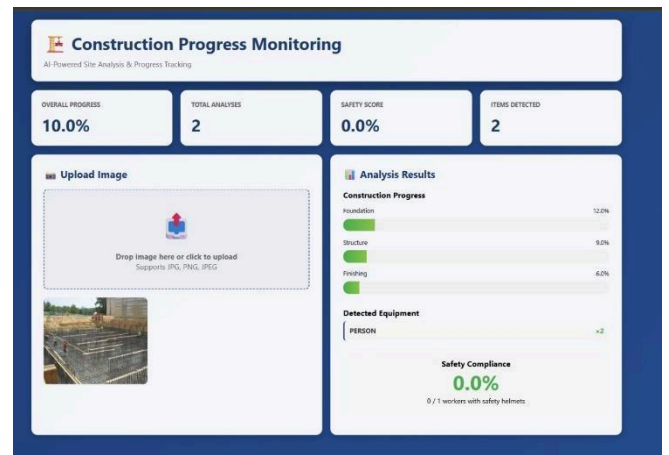 Construction Progress Monitoring
AI-Powered Site Analysis & Progress Tracking
OVERALL PROGRESS
10.0%
TOTAL ANALYSES
2
SAFETY SCORE
0.0%
ITEMS DETECTED
2
Upload Image
Drop image here or click to upload
Supports JPG, PNG, JPEG
Analysis Results
Construction Progress
Foundation 12.0%
Structure 9.0%
Finishing 6.0%
Detected Equipment
PERSON ×2
Safety Compliance
0.0%
0 / 1 workers with safety helmets